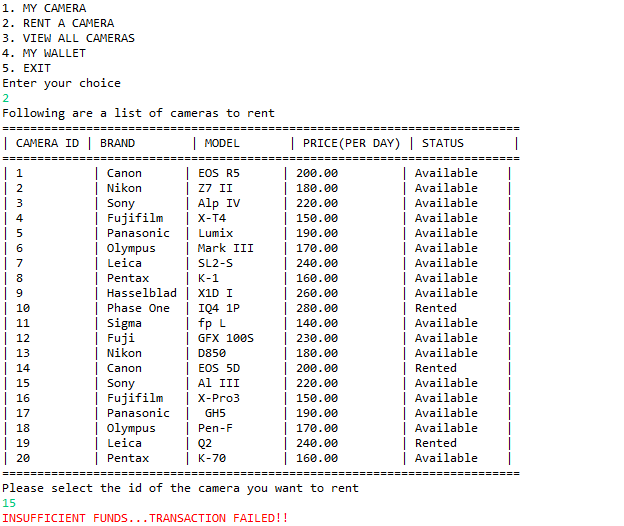 1. MY CAMERA
2. RENT A CAMERA
3. VIEW ALL CAMERAS
4. MY WALLET
5. EXIT
Enter your choice
2
Following are a list of cameras to rent
==========================================================================
| CAMERA ID | BRAND        | MODEL       | PRICE(PER DAY) | STATUS       |
==========================================================================
| 1          | Canon     | EOS R5      | 200.00         | Available    |
| 2          | Nikon     | Z7 II       | 180.00         | Available    |
| 3          | Sony      | Alp IV      | 220.00         | Available    |
| 4          | Fujifilm  | X-T4        | 150.00         | Available    |
| 5          | Panasonic | Lumix       | 190.00         | Available    |
| 6          | Olympus   | Mark III    | 170.00         | Available    |
| 7          | Leica     | SL2-S       | 240.00         | Available    |
| 8          | Pentax    | K-1         | 160.00         | Available    |
| 9          | Hasselblad | X1D I      | 260.00         | Available    |
| 10         | Phase One | IQ4 1P      | 280.00         | Rented       |
| 11         | Sigma     | fp L        | 140.00         | Available    |
| 12         | Fuji      | GFX 100S    | 230.00         | Available    |
| 13         | Nikon     | D850        | 180.00         | Available    |
| 14         | Canon     | EOS 5D      | 200.00         | Rented       |
| 15         | Sony      | Al III      | 220.00         | Available    |
| 16         | Fujifilm  | X-Pro3      | 150.00         | Available    |
| 17         | Panasonic |  GH5        | 190.00         | Available    |
| 18         | Olympus   | Pen-F       | 170.00         | Available    |
| 19         | Leica     | Q2          | 240.00         | Rented       |
| 20         | Pentax    | K-70        | 160.00         | Available    |
==========================================================================
Please select the id of the camera you want to rent
15
INSUFFICIENT FUNDS...TRANSACTION FAILED!!